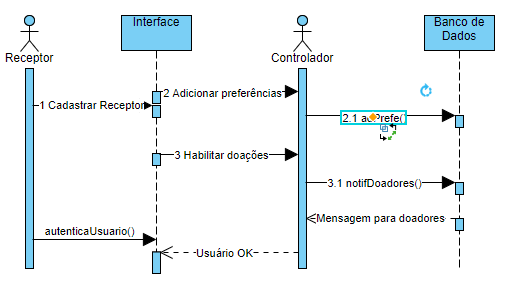 Interface
Banco de
Dados
Receptor
Controlador
2 Adicionar preferências
1 Cadastrar Receptor
2.1
3 Habilitar doações
3.1 notifDoadores()
Mensagem para doadores
autenticaUsuario()
Usuário OK